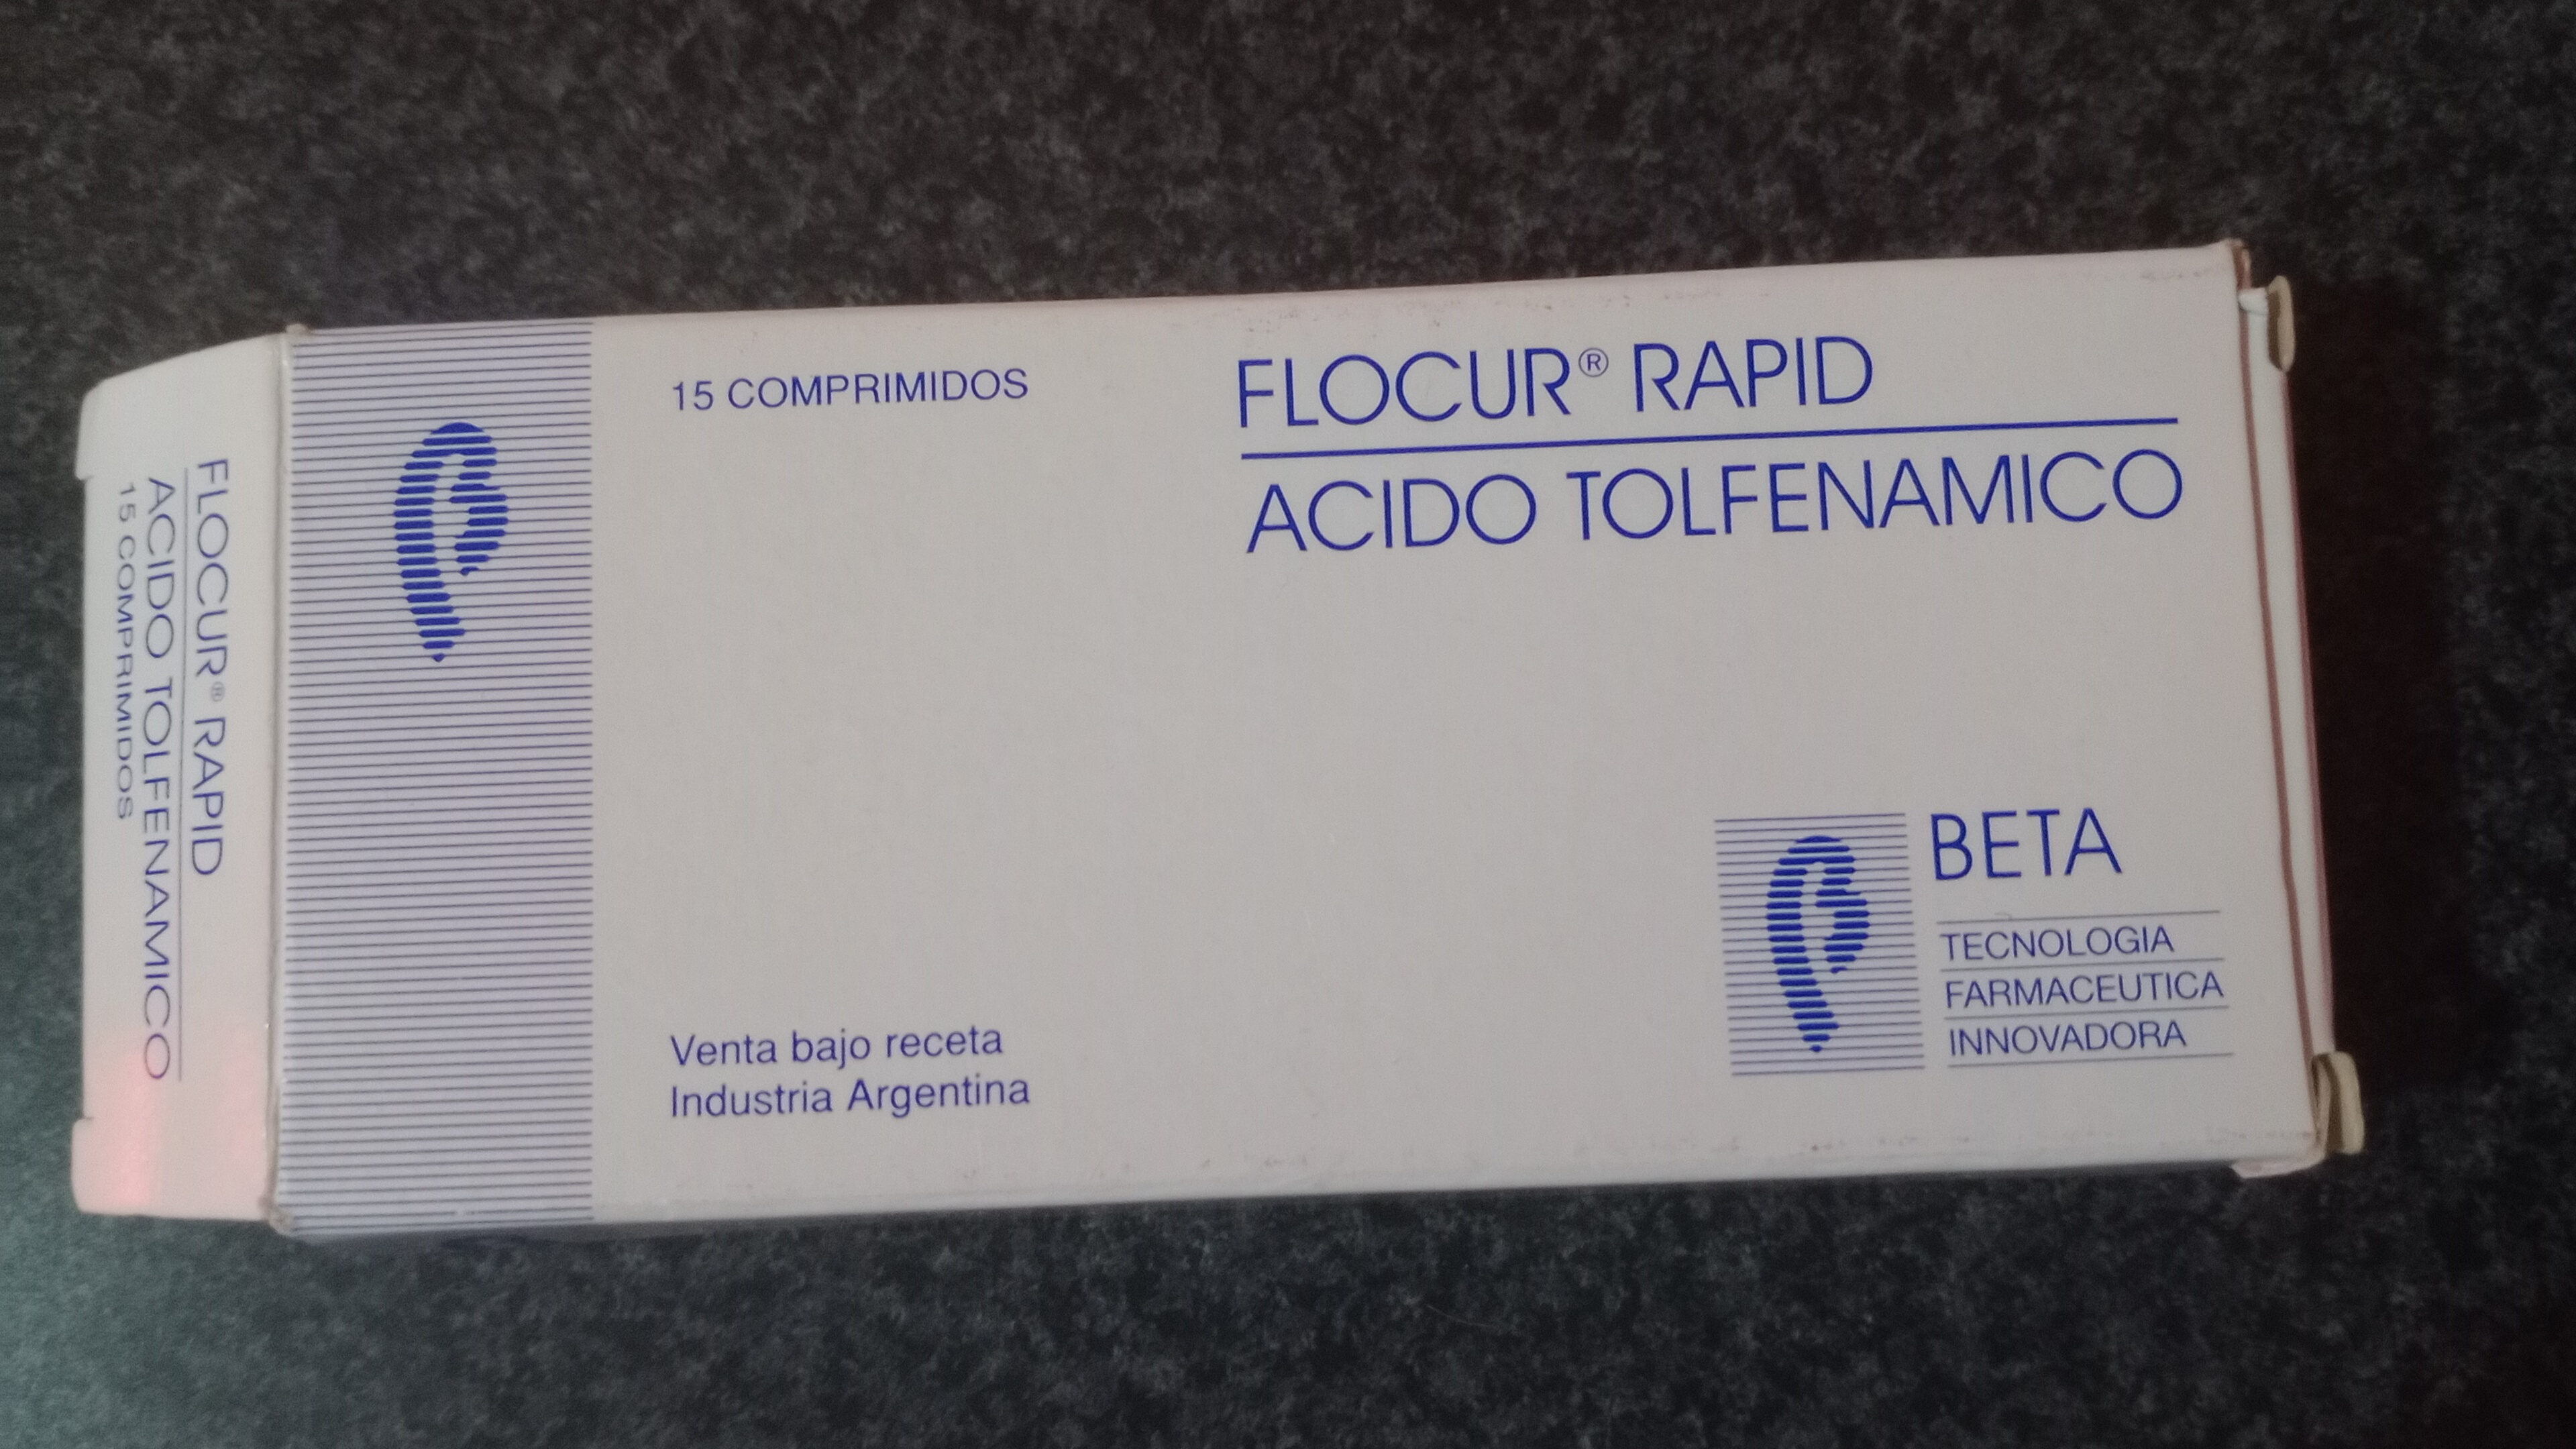 15 COMPRIMIDOS
FLOCUR® RAPID
ACIDO TOLFENAMICO
Venta bajo receta
Industria Argentina
β BETA
TECNOLOGIA
FARMACEUTICA
INNOVADORA
β
FLOCUR® RAPID
ACIDO TOLFENAMICO
15 COMPRIMIDOS